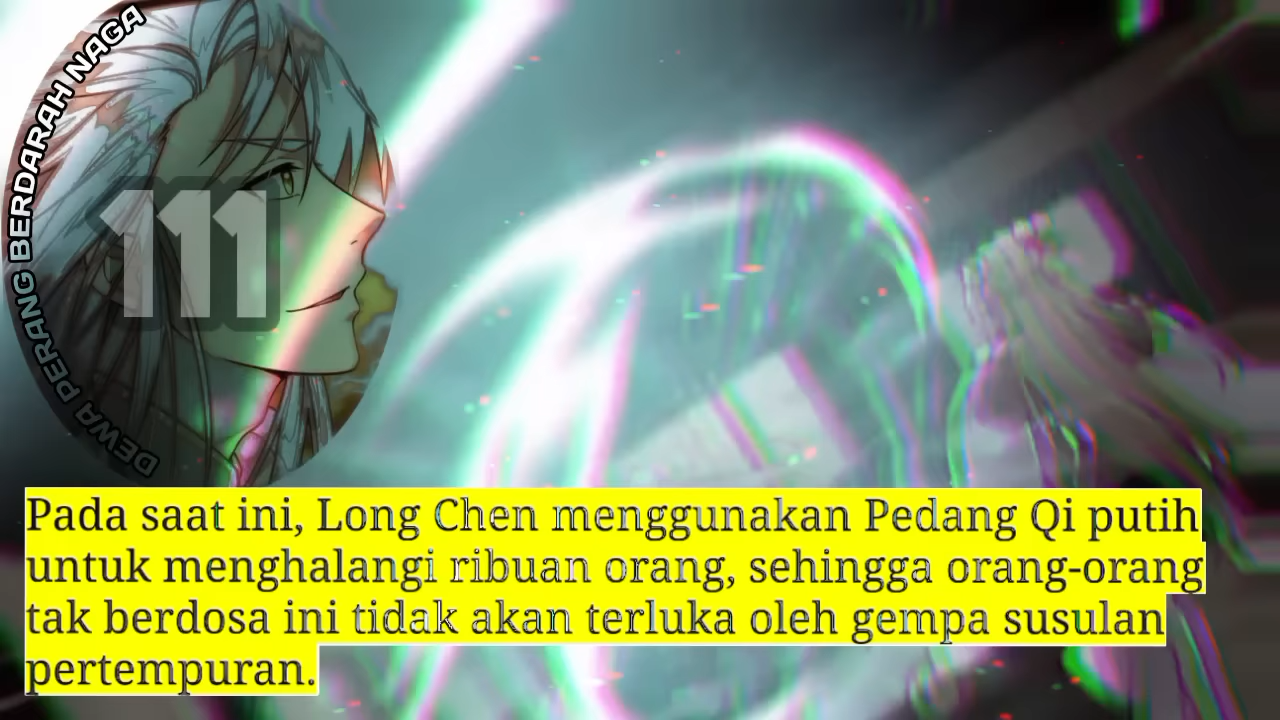 DEWA PERANG BERDARAH NAGA
111
Pada saat ini, Long Chen menggunakan Pedang Qi putih
untuk menghalangi ribuan orang, sehingga orang-orang
tak berdosa ini tidak akan terluka oleh gempa susulan
pertempuran.